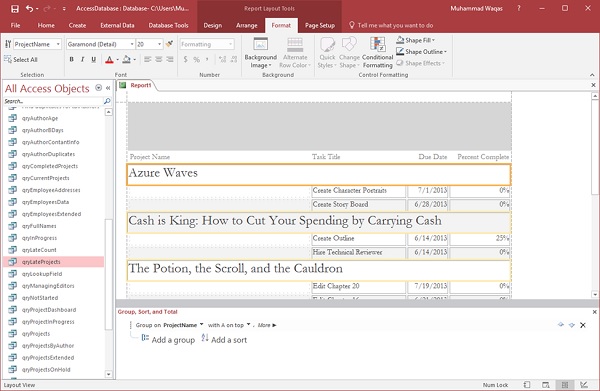 AccessDatabase : Database- C:\Users\Mu...
Report Layout Tools
Muhammad Waqas
File Home Create External Data Database Tools Design Arrange Format Page Setup Tell me what you want to do
ProjectName Garamond (Detail) 20 Formatting
Select All
B I U
$ % ,
Background Image
Alternate Row Color
Quick Styles
Change Shape
Conditional Formatting
Shape Fill
Shape Outline
Shape Effects
Selection Font Number Background Control Formatting
All Access Objects
Search...
qryAuthorAge
qryAuthorBDays
qryAuthorContantInfo
qryAuthorDuplicates
qryCompletedProjects
qryCurrentProjects
qryEmployeeAddresses
qryEmployeesData
qryEmployeesExtended
qryFullNames
qryInProgress
qryLateCount
qryLateProjects
qryLookupField
qryManagingEditors
qryNotStarted
qryProjectDashboard
qryProjectInProgress
qryProjects
qryProjectsByAuthor
qryProjectsExtended
qryProjectsOnHold
Report1
Project Name Task Title Due Date Percent Complete
Azure Waves
Create Character Portraits 7/1/2013 0%
Create Story Board 6/28/2013 0%
Cash is King: How to Cut Your Spending by Carrying Cash
Create Outline 6/14/2013 25%
Hire Technical Reviewer 6/14/2013 0%
The Potion, the Scroll, and the Cauldron
Edit Chapter 20 7/19/2013 0%
Group, Sort, and Total
Group on ProjectName with A on top , More
Add a group Add a sort
Layout View
Num Lock